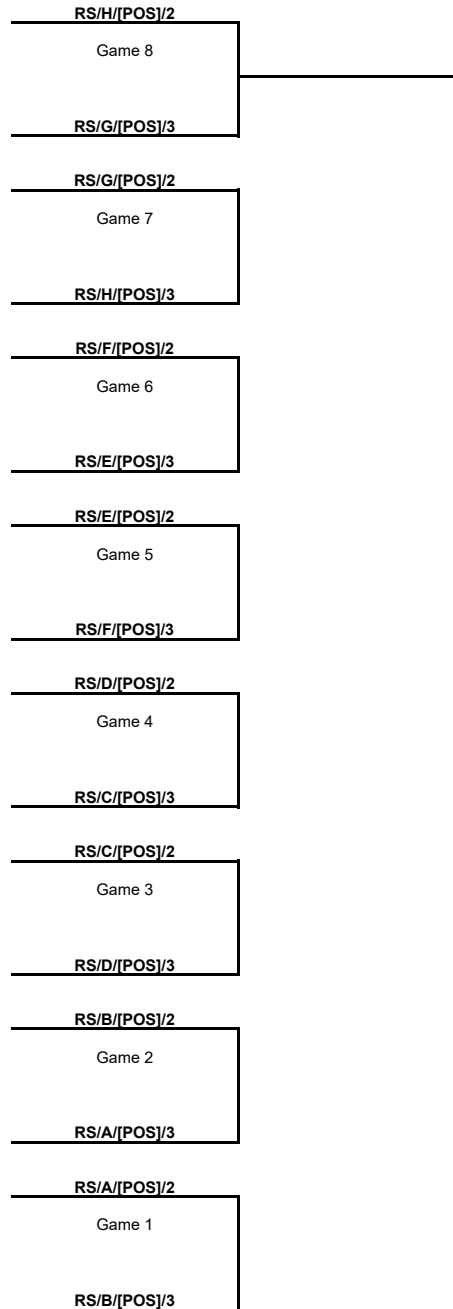 RS/H/[POS]/2
Game 8
RS/G/[POS]/3
RS/G/[POS]/2
Game 7
RS/H/[POS]/3
RS/F/[POS]/2
Game 6
RS/E/[POS]/3
RS/E/[POS]/2
Game 5
RS/F/[POS]/3
RS/D/[POS]/2
Game 4
RS/C/[POS]/3
RS/C/[POS]/2
Game 3
RS/D/[POS]/3
RS/B/[POS]/2
Game 2
RS/A/[POS]/3
RS/A/[POS]/2
Game 1
RS/B/[POS]/3